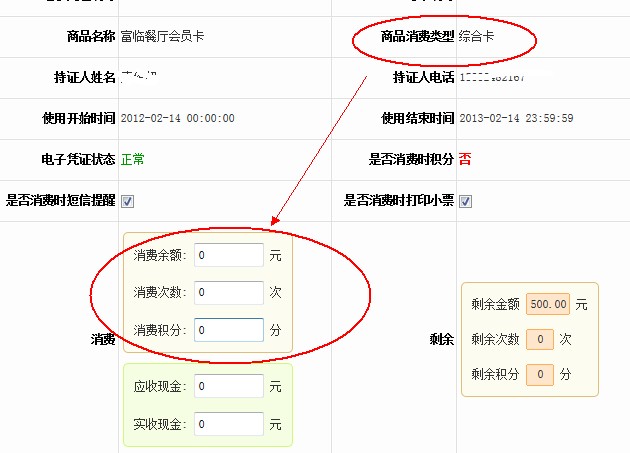 商品名称 富临餐厅会员卡 商品消费类型 综合卡
持证人姓名 持证人电话
使用开始时间 2012-02-14 00:00:00 使用结束时间 2013-02-14 23:59:59
电子凭证状态 正常 是否消费时积分 否
是否消费时短信提醒 是否消费时打印小票
消费余额: 0 元
消费次数: 0 次
消费积分: 0 分
消费
应收现金: 0 元
实收现金: 0 元
剩余金额 500.00 元
剩余次数 0 次
剩余
剩余积分 0 分